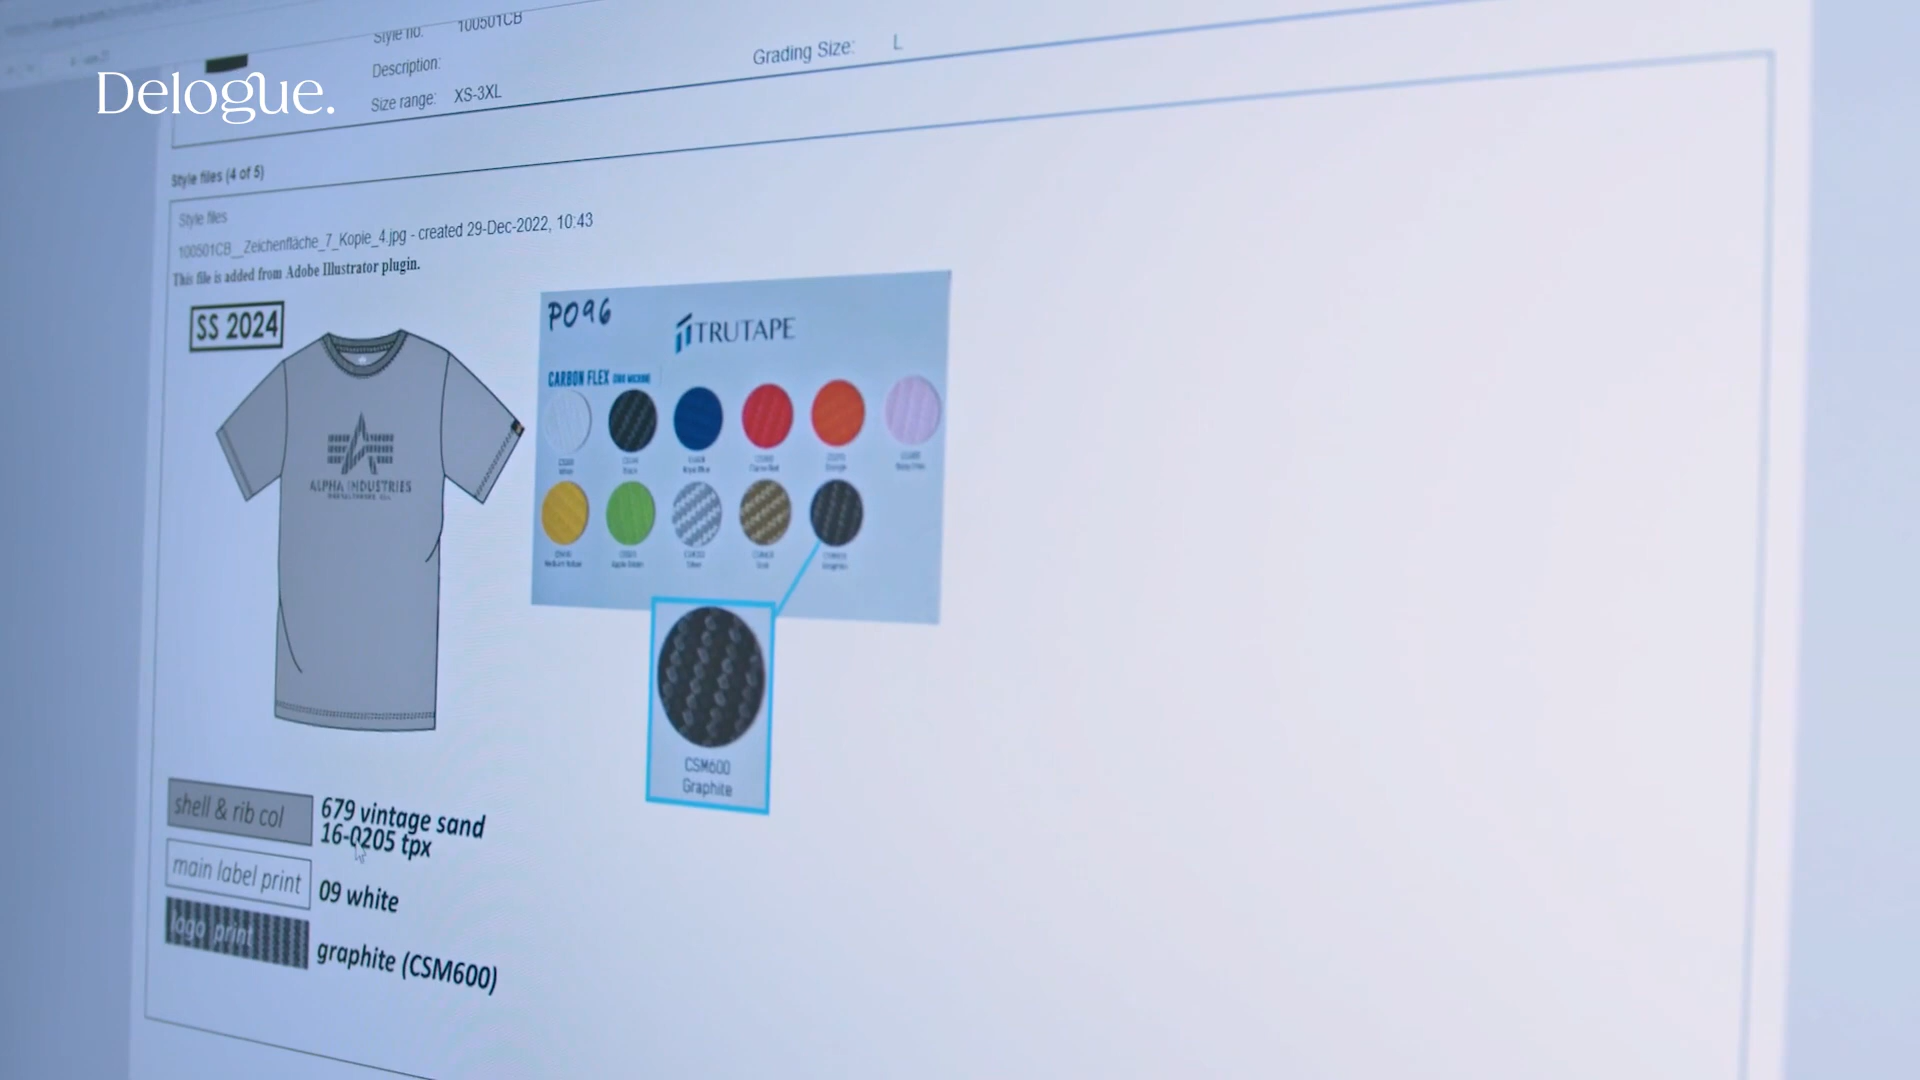 Delogue.
Style no. 100501CB
Description:
Size range: XS-3XL
Grading Size: L
Style files (4 of 5)
Style files
100501CB__Zeichenfläche_7_Kopie_4.jpg - created 29-Dec-2022, 10:43
This file is added from Adobe Illustrator plugin.
SS 2024
ALPHA INDUSTRIES
PO96
TRUTAPE
CARBON FLEX
CSM600
Graphite
shell & rib col
679 vintage sand
16-0205 tpx
main label print
09 white
logo print
graphite (CSM600)